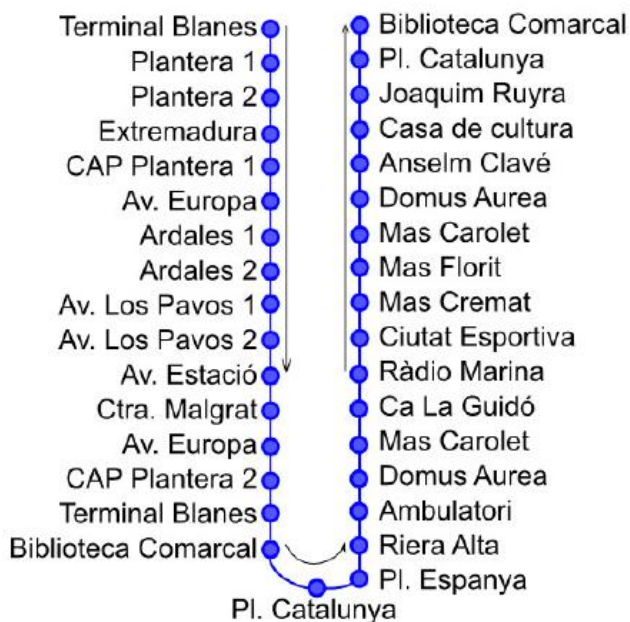 Terminal Blanes
Plantera 1
Plantera 2
Extremadura
CAP Plantera 1
Av. Europa
Ardales 1
Ardales 2
Av. Los Pavos 1
Av. Los Pavos 2
Av. Estació
Ctra. Malgrat
Av. Europa
CAP Plantera 2
Terminal Blanes
Biblioteca Comarcal
Pl. Catalunya
Biblioteca Comarcal
Pl. Catalunya
Joaquim Ruyra
Casa de cultura
Anselm Clavé
Domus Aurea
Mas Carolet
Mas Florit
Mas Cremat
Ciutat Esportiva
Ràdio Marina
Ca La Guidó
Mas Carolet
Domus Aurea
Ambulatori
Riera Alta
Pl. Espanya